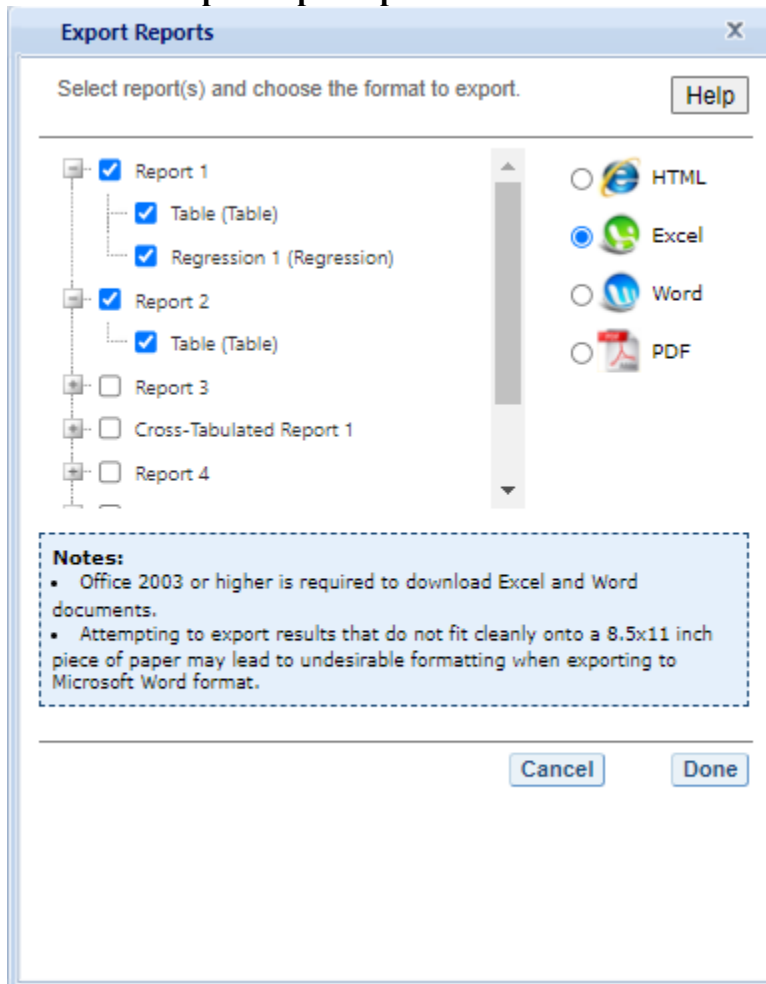 Export Reports
Select report(s) and choose the format to export.
Help
Report 1
Table (Table)
Regression 1 (Regression)
Report 2
Table (Table)
Report 3
Cross-Tabulated Report 1
Report 4
HTML
Excel
Word
PDF
Notes:
• Office 2003 or higher is required to download Excel and Word
documents.
• Attempting to export results that do not fit cleanly onto a 8.5x11 inch
piece of paper may lead to undesirable formatting when exporting to
Microsoft Word format.
Cancel
Done